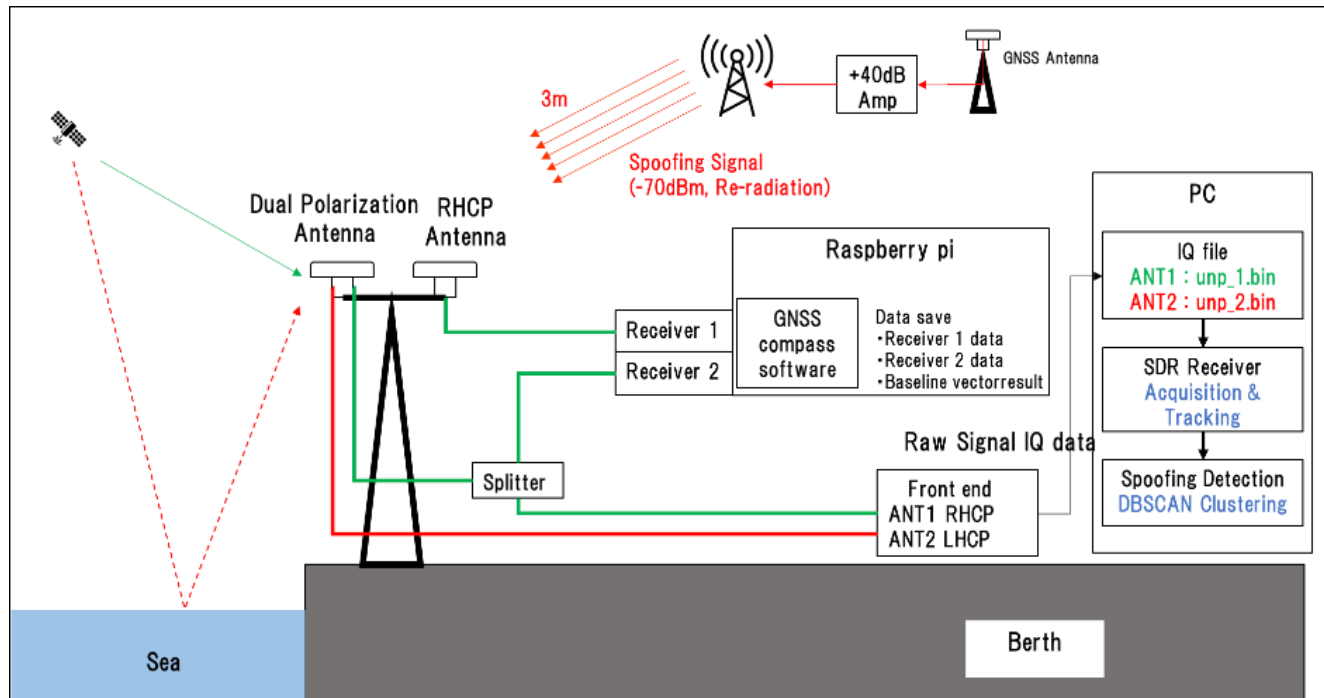 GNSS Antenna
+40dB
Amp
3m
Spoofing Signal
(-70dBm, Re-radiation)
Dual Polarization
Antenna
RHCP
Antenna
Raspberry pi
Receiver 1
Receiver 2
GNSS
compass
software
Data save
・Receiver 1 data
・Receiver 2 data
・Baseline vectorresult
Splitter
Raw Signal IQ data
Front end
ANT1 RHCP
ANT2 LHCP
PC
IQ file
ANT1 : unp_1.bin
ANT2 : unp_2.bin
SDR Receiver
Acquisition &
Tracking
Spoofing Detection
DBSCAN Clustering
Sea
Berth